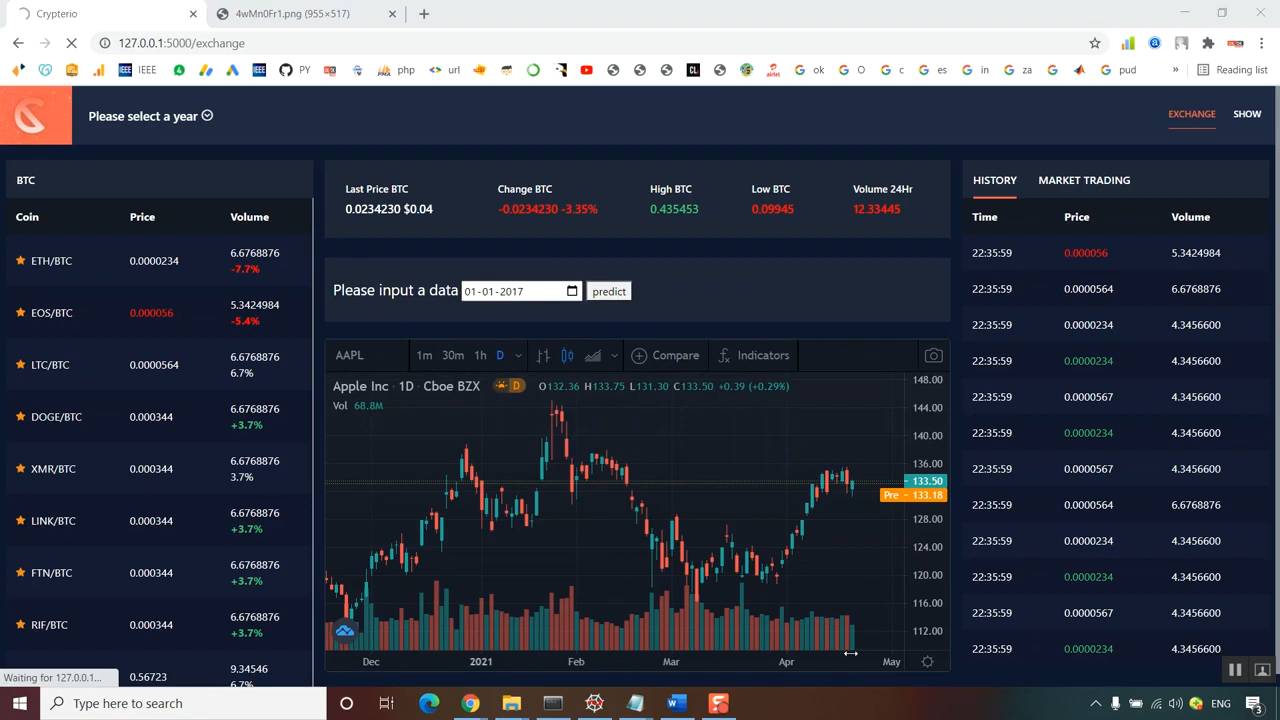 Crypterio
4wMn0Fr1.png (955×517)
127.0.0.1:5000/exchange
IEEE
PY
php
url
ok
O
c
es
in
za
pud
»
Reading list
Please select a year
EXCHANGE
SHOW
BTC
Coin Price Volume
ETH/BTC 0.0000234 6.6768876
-7.7%
EOS/BTC 0.000056 5.3424984
-5.4%
LTC/BTC 0.0000564 6.6768876
6.7%
DOGE/BTC 0.000344 6.6768876
+3.7%
XMR/BTC 0.000344 6.6768876
3.7%
LINK/BTC 0.000344 6.6768876
+3.7%
FTN/BTC 0.000344 6.6768876
+3.7%
RIF/BTC 0.000344 6.6768876
+3.7%
0.56723 9.34546
6.7%
Waiting for 127.0.0.1...
Last Price BTC Change BTC High BTC Low BTC Volume 24Hr
0.0234230 $0.04 -0.0234230 -3.35% 0.435453 0.09945 12.33445
Please input a data 01-01-2017 predict
AAPL 1m 30m 1h D Compare Indicators
Apple Inc 1D Cboe BZX D O132.36 H133.75 L131.30 C133.50 +0.39 (+0.29%)
Vol 68.8M
148.00
144.00
140.00
136.00
133.50
Pre − 133.18
128.00
124.00
120.00
116.00
112.00
Dec 2021 Feb Mar Apr May
HISTORY MARKET TRADING
Time Price Volume
22:35:59 0.000056 5.3424984
22:35:59 0.0000564 6.6768876
22:35:59 0.0000234 4.3456600
22:35:59 0.0000234 4.3456600
22:35:59 0.0000567 4.3456600
22:35:59 0.0000234 4.3456600
22:35:59 0.0000567 4.3456600
22:35:59 0.0000564 6.6768876
22:35:59 0.0000234 4.3456600
22:35:59 0.0000234 4.3456600
22:35:59 0.0000567 4.3456600
22:35:59 0.0000234 4.3456600
Type here to search
ENG
3